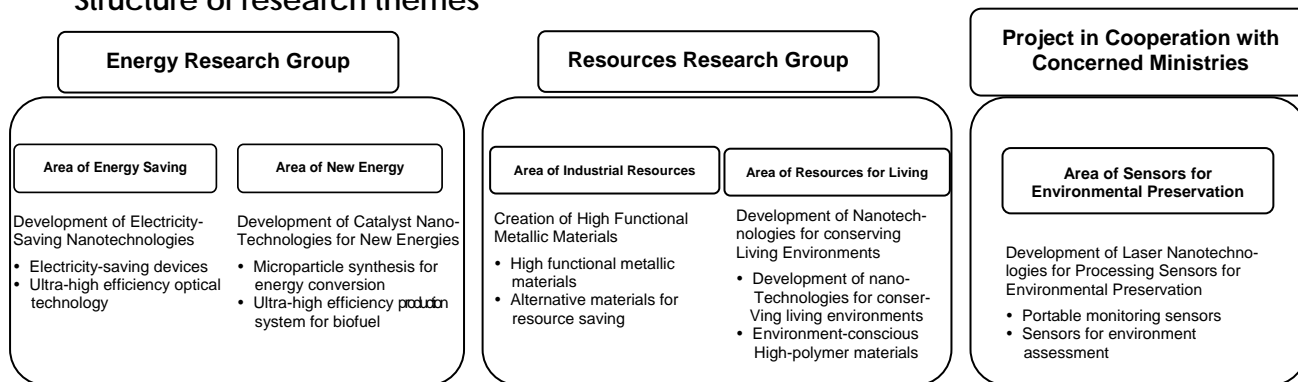 Structure of research themes
Energy Research Group
Area of Energy Saving
Development of Electricity-
Saving Nanotechnologies
• Electricity-saving devices
• Ultra-high efficiency optical
technology
Area of New Energy
Development of Catalyst Nano-
Technologies for New Energies
• Microparticle synthesis for
energy conversion
• Ultra-high efficiency production
system for biofuel
Resources Research Group
Area of Industrial Resources
Creation of High Functional
Metallic Materials
• High functional metallic
materials
• Alternative materials for
resource saving
Area of Resources for Living
Development of Nanotech-
nologies for conserving
Living Environments
• Development of nano-
Technologies for conser-
Ving living environments
• Environment-conscious
High-polymer materials
Project in Cooperation with
Concerned Ministries
Area of Sensors for
Environmental Preservation
Development of Laser Nanotechno-
logies for Processing Sensors for
Environmental Preservation
• Portable monitoring sensors
• Sensors for environment
assessment